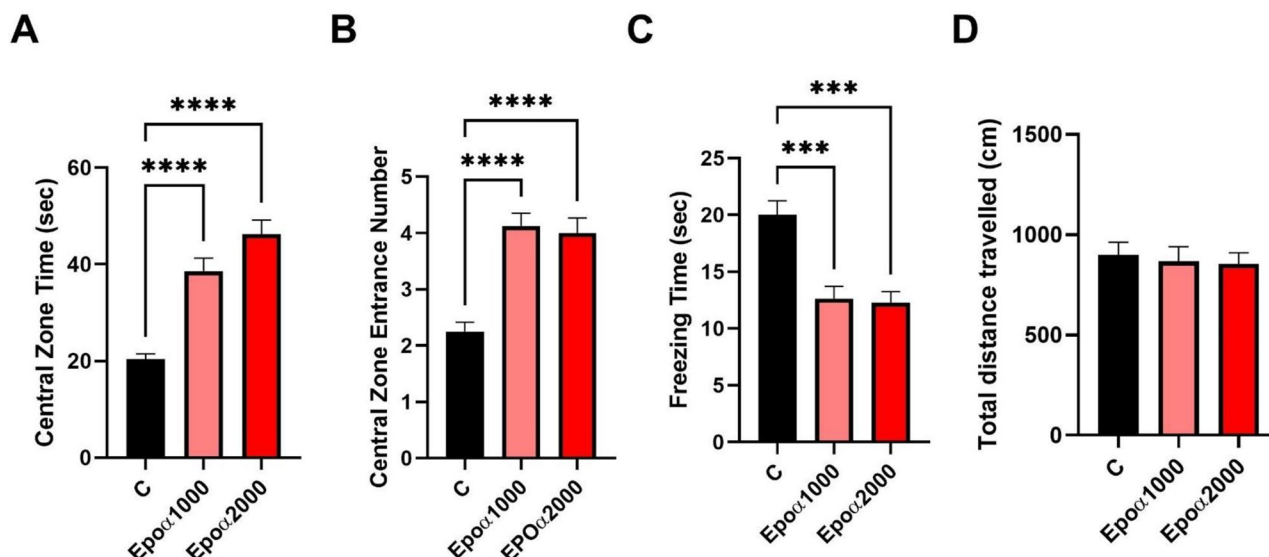 A
Central Zone Time (sec)
60
40
20
0
****
****
C
Epoα1000
Epoα2000
B
Central Zone Entrance Number
5
4
3
2
1
0
****
****
C
Epoα1000
EPOα2000
C
Freezing Time (sec)
25
20
15
10
5
0
***
***
C
Epoα1000
Epoα2000
D
Total distance travelled (cm)
1500
1000
500
0
C
Epoα1000
Epoα2000